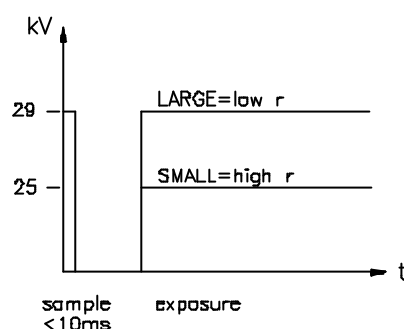 kV
29
LARGE=low r
25
SMALL=high r
t
sample exposure
<10ms